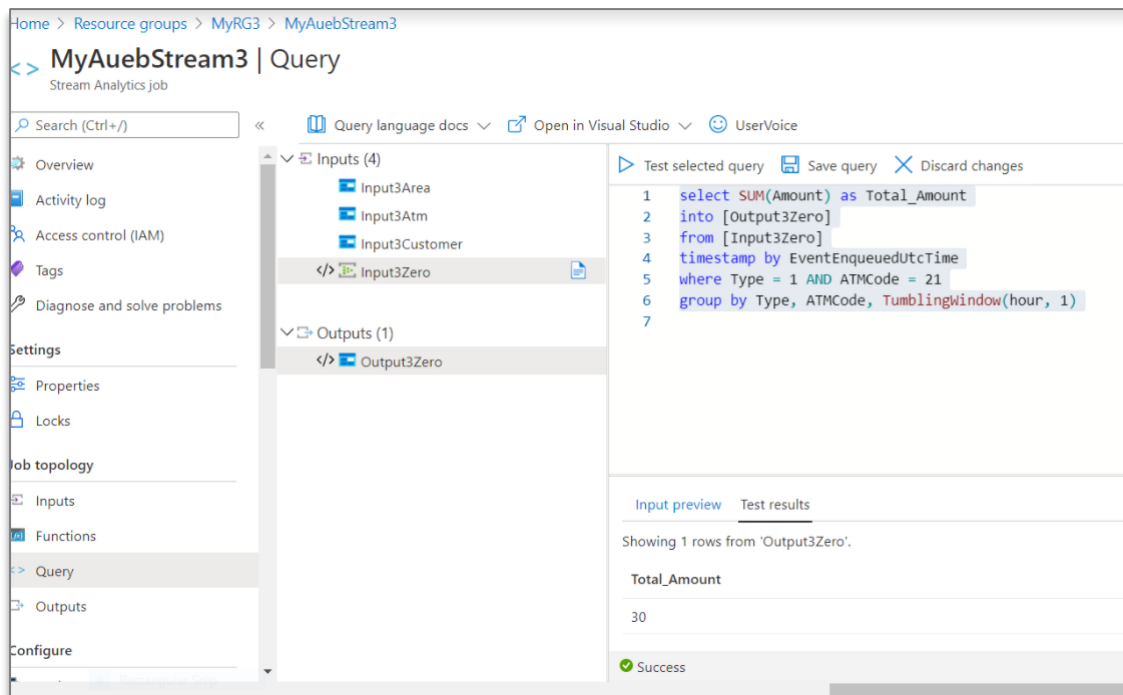 Home > Resource groups > MyRG3 > MyAuebStream3
<> MyAuebStream3 | Query
Stream Analytics job
Search (Ctrl+/)
«
Query language docs
Open in Visual Studio
UserVoice
Overview
Activity log
Access control (IAM)
Tags
Diagnose and solve problems
Settings
Properties
Locks
Job topology
Inputs
Functions
<> Query
Outputs
Configure
Inputs (4)
Input3Area
Input3Atm
Input3Customer
</> Input3Zero
Outputs (1)
</> Output3Zero
Test selected query
Save query
Discard changes
1 select SUM(Amount) as Total_Amount
2 into [Output3Zero]
3 from [Input3Zero]
4 timestamp by EventEnqueuedUtcTime
5 where Type = 1 AND ATMCode = 21
6 group by Type, ATMCode, TumblingWindow(hour, 1)
7
Input preview
Test results
Showing 1 rows from 'Output3Zero'.
Total_Amount
30
Success